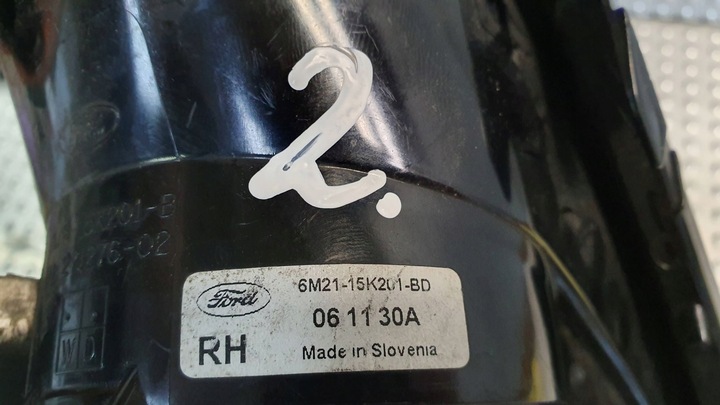 2.
Ford
6M21-15K201-BD
06 11 30A
RH
Made in Slovenia
W D